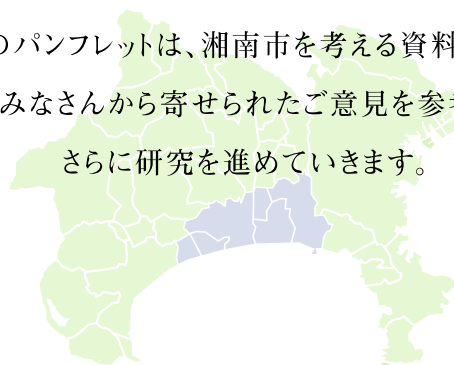 のパンフレットは、湘南市を考える資料
みなさんから寄せられたご意見を参考
さらに研究を進めていきます。